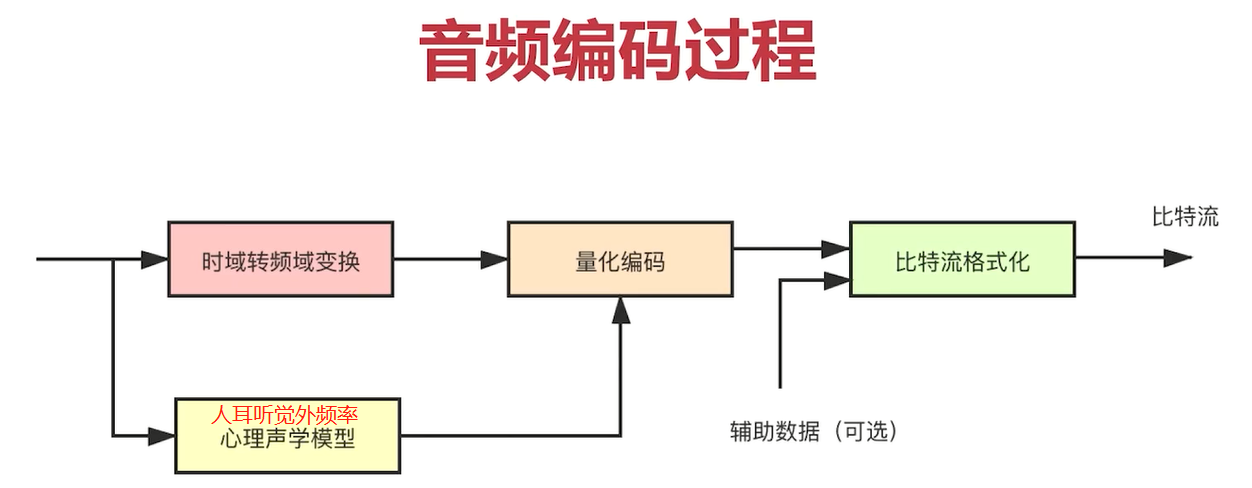 音频编码过程
比特流
时域转频域变换
量化编码
比特流格式化
人耳听觉外频率
心理声学模型
辅助数据（可选）